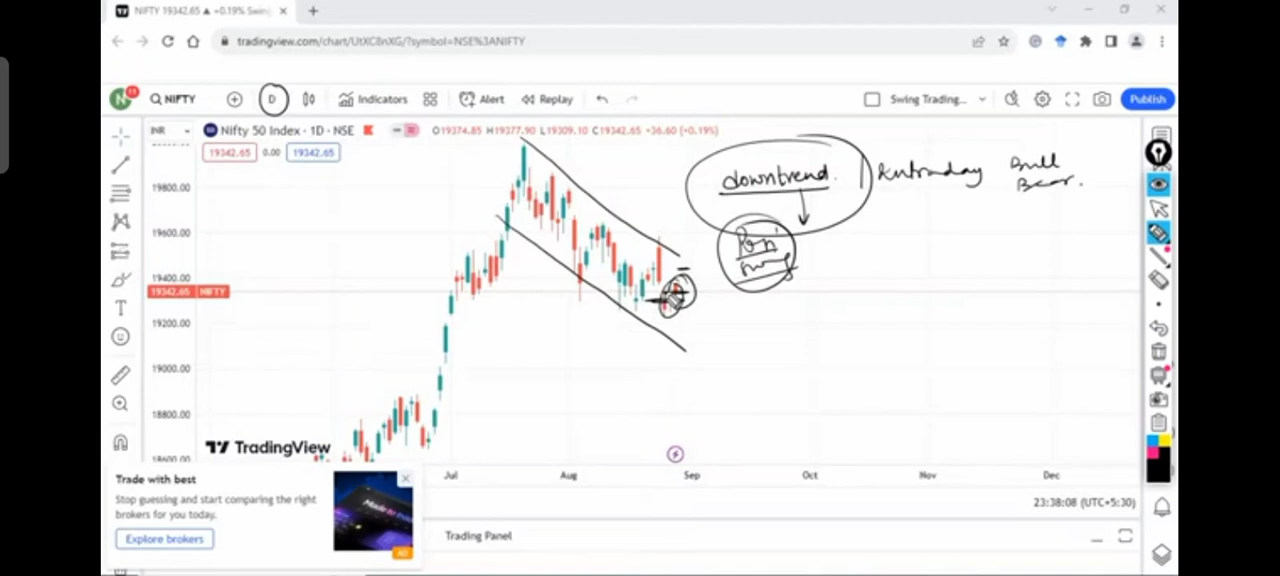 NIFTY 19342.65 ▲ +0.19% Swin
tradingview.com/chart/UtXC8nXG/?symbol=NSE%3ANIFTY
N 11 NIFTY D Indicators Alert Replay Swing Trading... Publish
INR Nifty 50 Index · 1D · NSE O19374.85 H19377.90 L19309.10 C19342.65 -36.60 (+0.19%)
19342.65 0.00 19342.65
downtrend. Intraday Bull
Bear.
19800.00
19600.00
19400.00
19342.65 NIFTY
19200.00
19000.00
18800.00
18600.00
TradingView
Jul Aug Sep Oct Nov Dec
Trade with best
Stop guessing and start comparing the right
brokers for you today.
Explore brokers
AD
23:38:08 (UTC+5:30)
Trading Panel